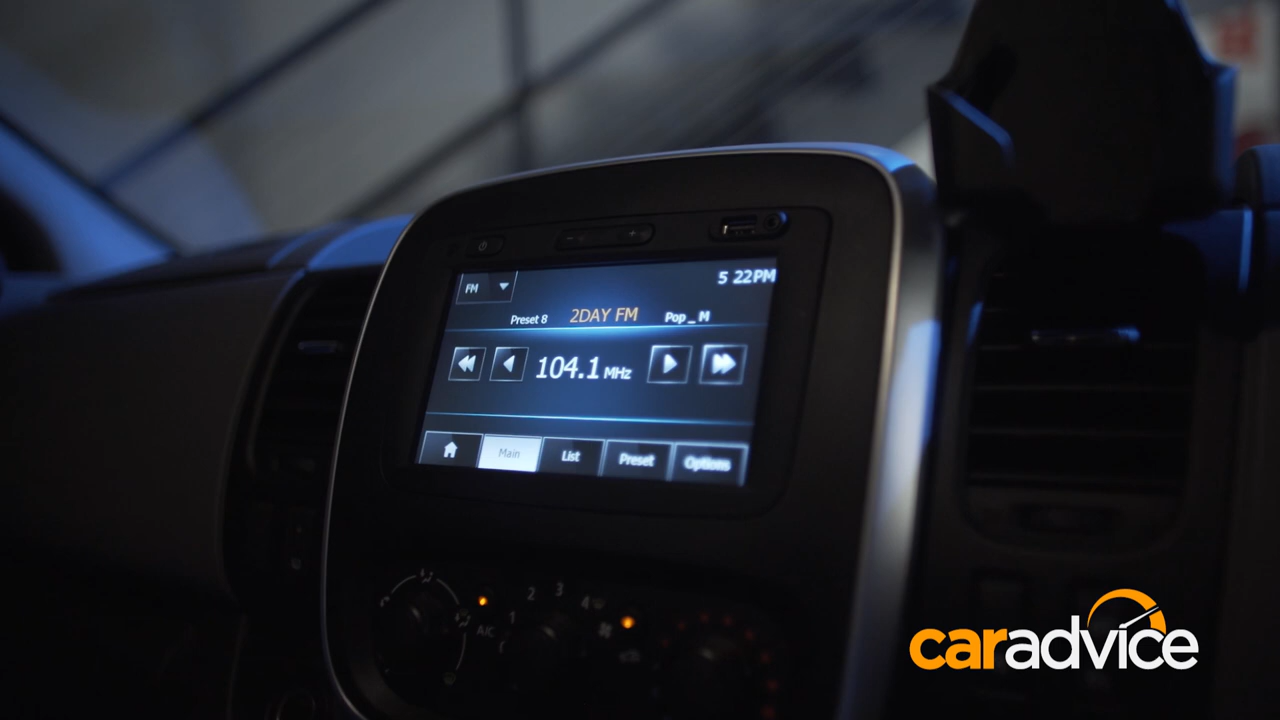 FM
5 22PM
Preset 8 2DAY FM Pop _ M
104.1 MHz
Main List Preset Options
A/C 1 2 3 4
caradvice